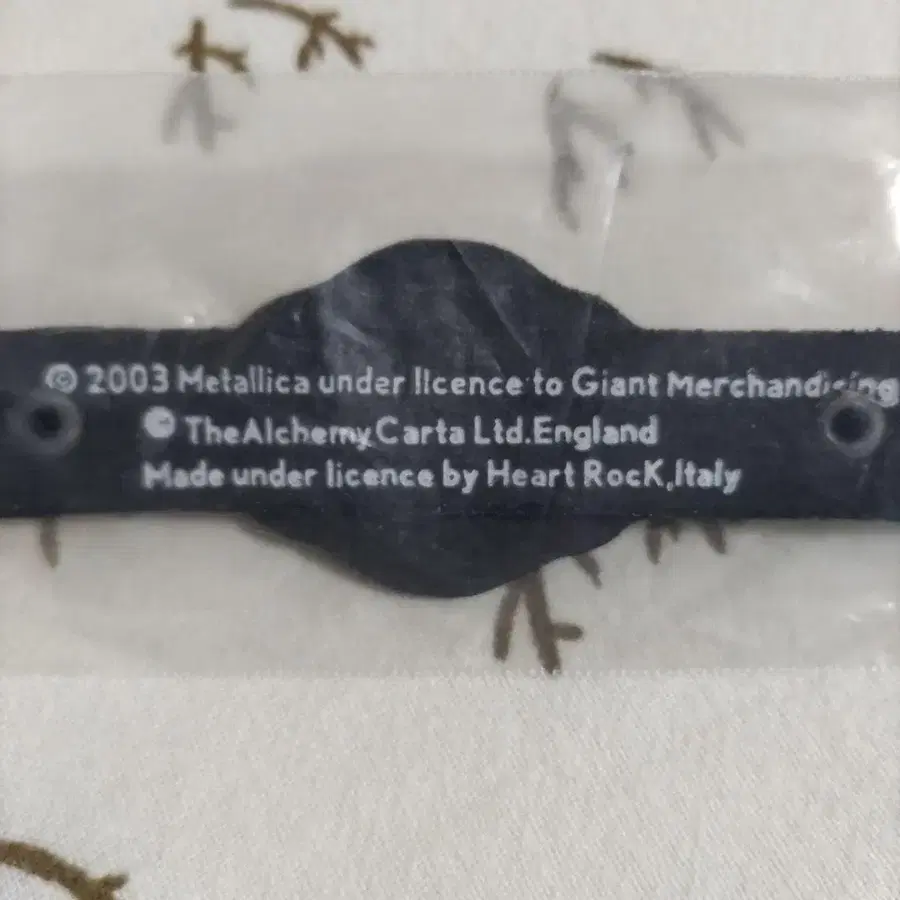 © 2003 Metallica under licence to Giant Merchandising
© TheAlchemy Carta Ltd.England
Made under licence by Heart RocK,Italy